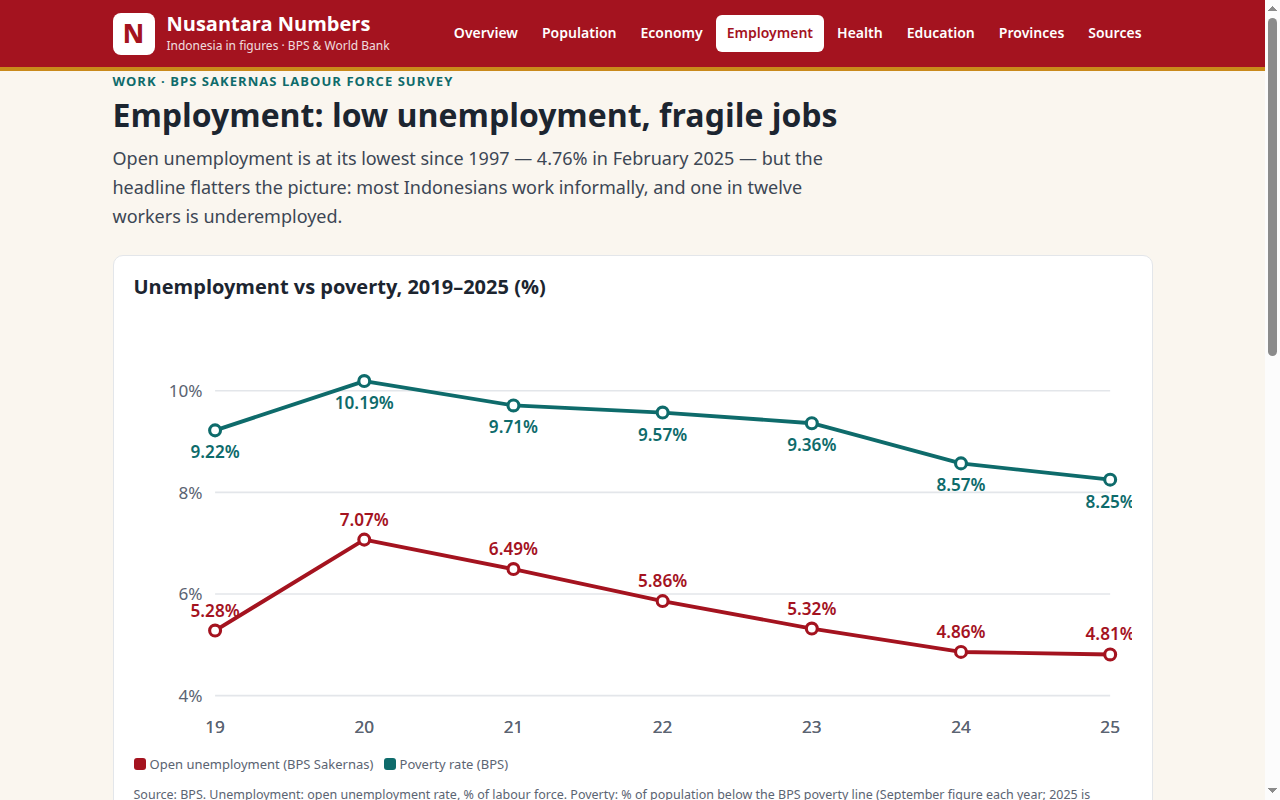 N
Nusantara Numbers
Indonesia in figures · BPS & World Bank
Overview
Population
Economy
Employment
Health
Education
Provinces
Sources
WORK · BPS SAKERNAS LABOUR FORCE SURVEY
Employment: low unemployment, fragile jobs
Open unemployment is at its lowest since 1997 — 4.76% in February 2025 — but the
headline flatters the picture: most Indonesians work informally, and one in twelve
workers is underemployed.
Unemployment vs poverty, 2019–2025 (%)
10%
8%
6%
4%
9.22%
10.19%
9.71%
9.57%
9.36%
8.57%
8.25%
5.28%
7.07%
6.49%
5.86%
5.32%
4.86%
4.81%
19
20
21
22
23
24
25
Open unemployment (BPS Sakernas)
Poverty rate (BPS)
Source: BPS. Unemployment: open unemployment rate, % of labour force. Poverty: % of population below the BPS poverty line (September figure each year; 2025 is